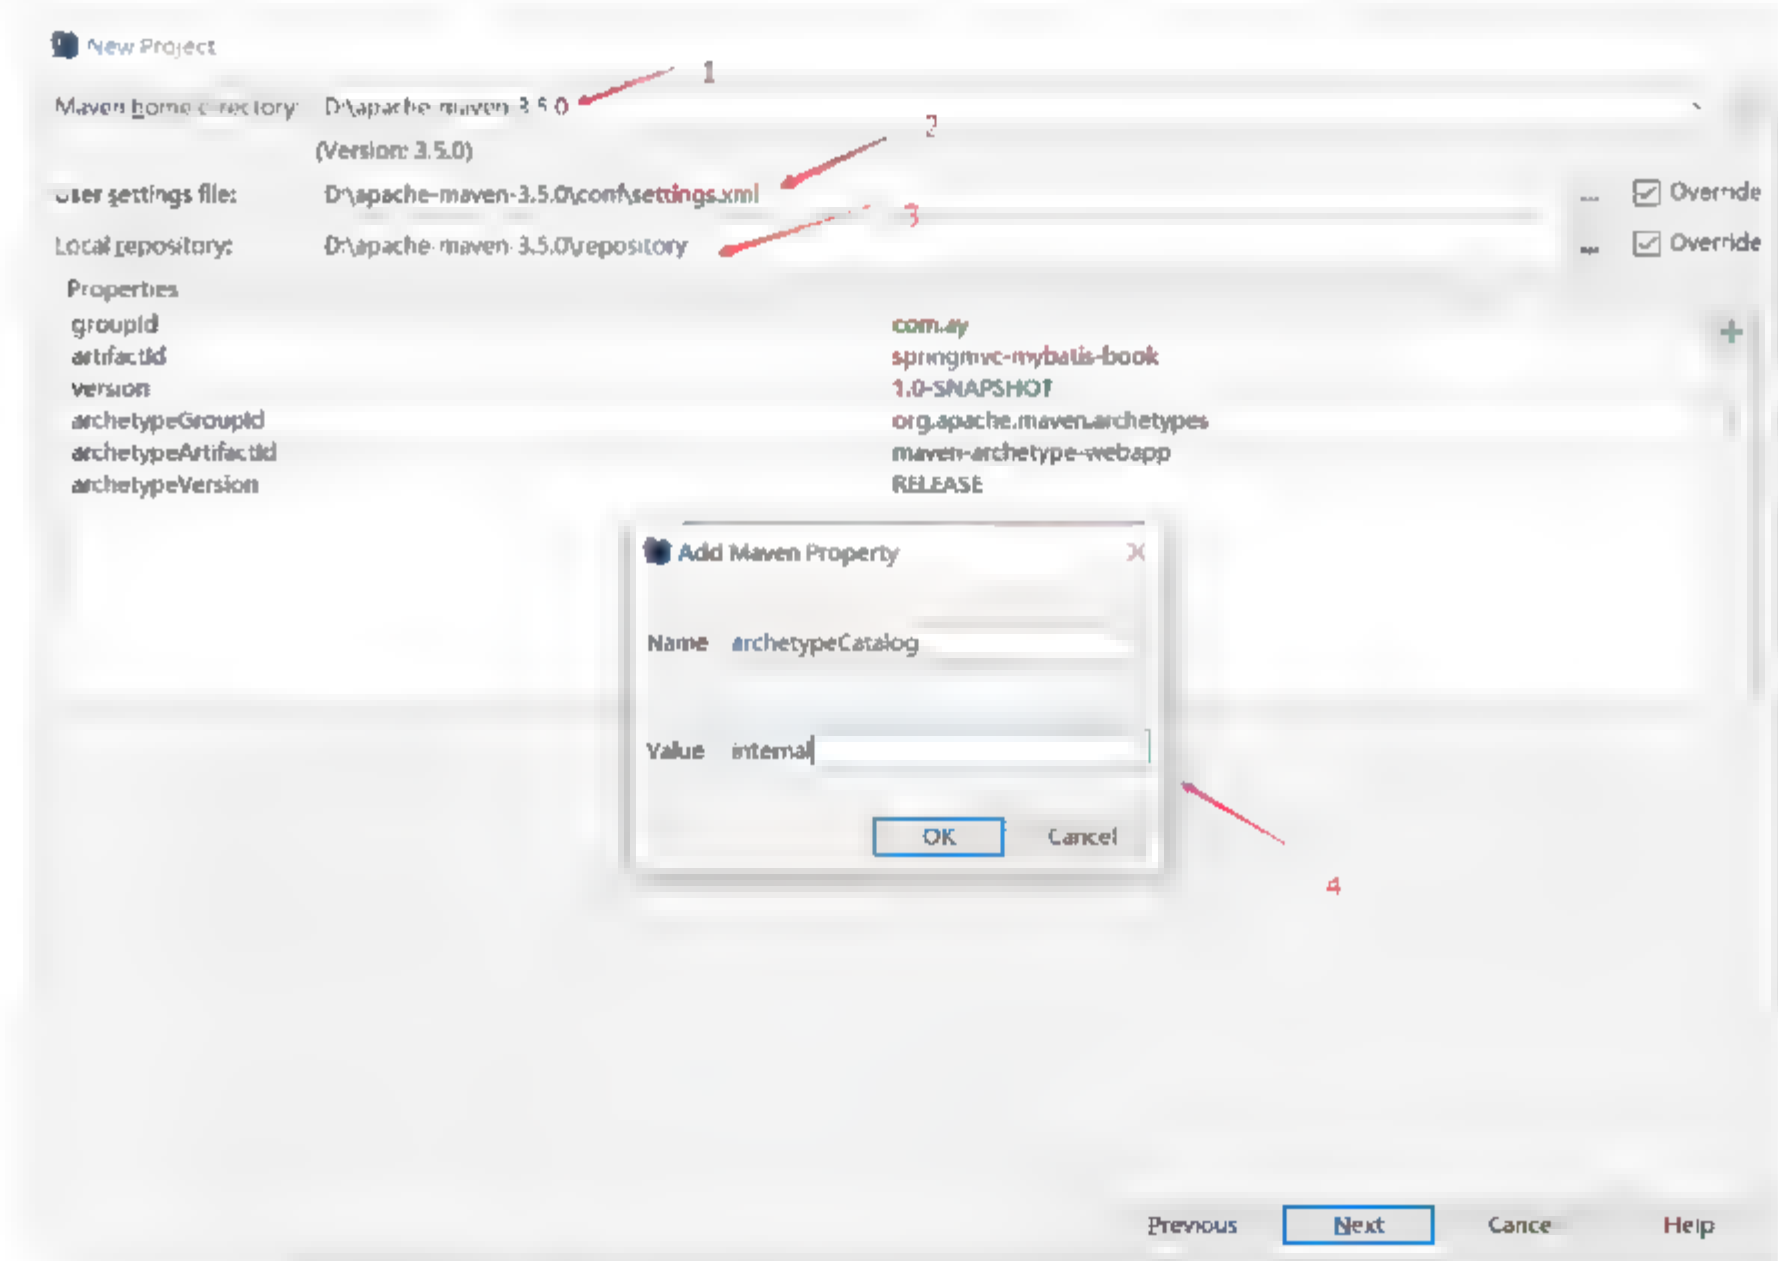 New Project
1
Maven home directory: D:\apache-maven-3.5.0
2
(Version: 3.5.0)
User settings file: D:\apache-maven-3.5.0\conf\settings.xml ... Override
3
Local repository: D:\apache-maven-3.5.0\repository ... Override
Properties
groupId com.ay
artifactId springmvc-mybatis-book
version 1.0-SNAPSHOT
archetypeGroupId org.apache.maven.archetypes
archetypeArtifactId maven-archetype-webapp
archetypeVersion RELEASE
Add Maven Property
Name archetypeCatalog
Value internal
OK Cancel
4
Previous Next Cancel Help